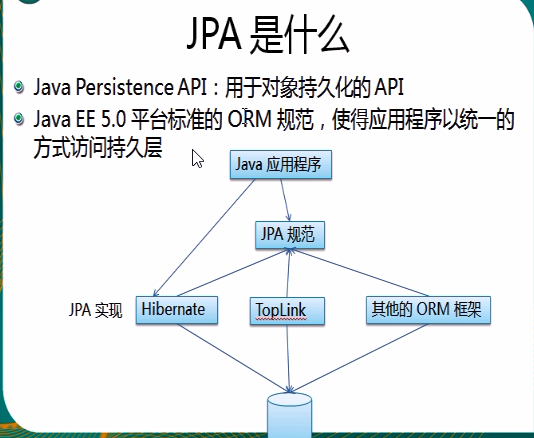 JPA 是什么
Java Persistence API：用于对象持久化的 API
Java EE 5.0 平台标准的 ORM 规范，使得应用程序以统一的
方式访问持久层
Java 应用程序
JPA 规范
JPA 实现
Hibernate
TopLink
其他的 ORM 框架